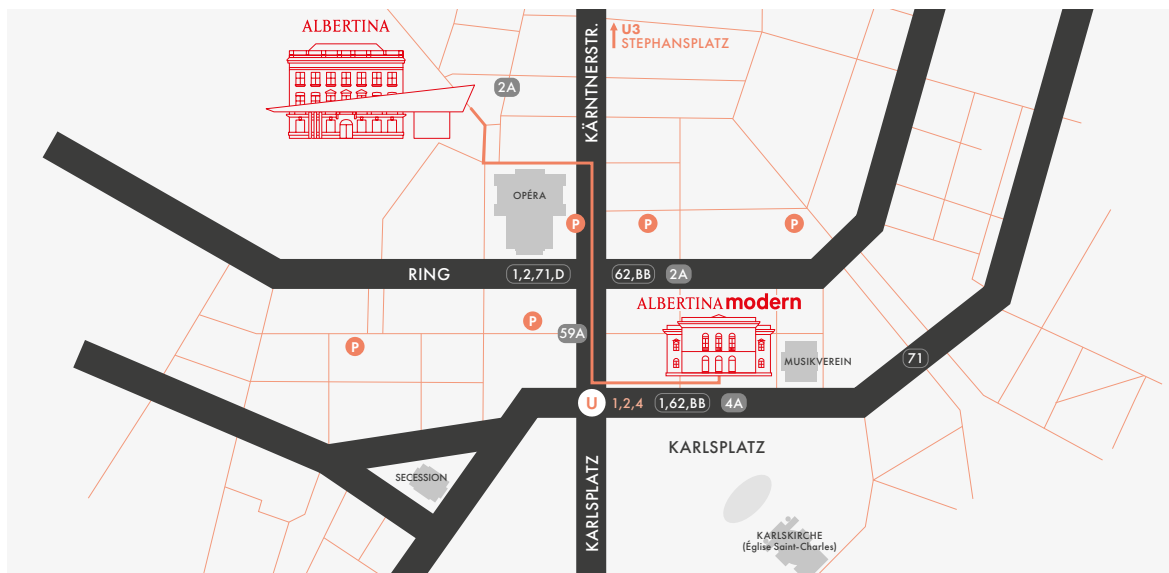 ALBERTINA
KÄRNTNERSTR.
U3
STEPHANSPLATZ
2A
OPÉRA
P
P
P
RING
1,2,71,D
62,BB
2A
ALBERTINA modern
P
59A
P
MUSIKVEREIN
71
U
1,2,4
1,62,BB
4A
KARLSPLATZ
SECESSION
KARLSPLATZ
KARLSKIRCHE
(Église Saint-Charles)